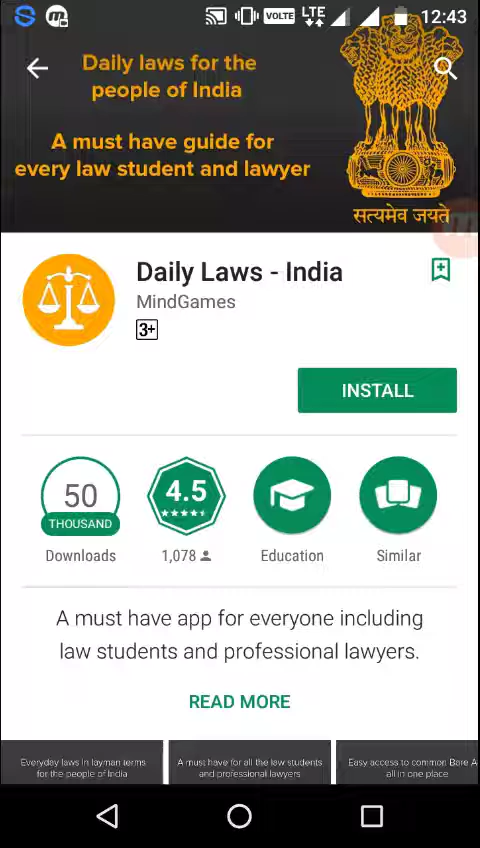 VOLTE LTE 12:43
Daily laws for the
people of India
A must have guide for
every law student and lawyer
सत्यमेव जयते
Daily Laws - India
MindGames
3+
INSTALL
50
THOUSAND
Downloads
4.5
1,078
Education
Similar
A must have app for everyone including
law students and professional lawyers.
READ MORE
Everyday laws in layman terms
for the people of India
A must have for all the law students
and professional lawyers
Easy access to common Bare A
all in one place